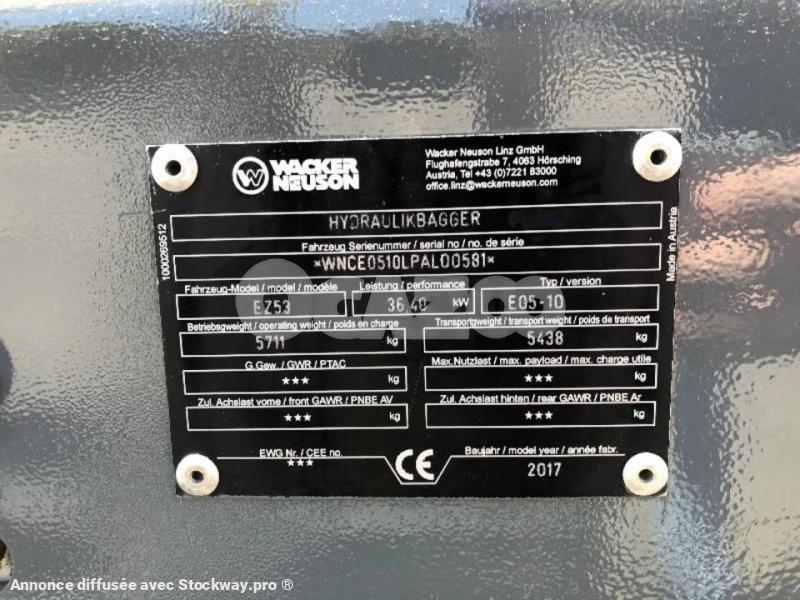 WACKER
NEUSON
Wacker Neuson Linz GmbH
Flughafengstrabe 7, 4063 Hörsching
Austria, Tel +43 (0)7221 83000
office.linz@wackerneuson.com
HYDRAULIKBAGGER
Fahrzeug Serienummer / serial no / no. de série
*WNCE0510LPAL00581*
Fahrzeug-Model / model / modèle
Leistung / performance
Typ / version
EZ53
36.40 kW
E05-10
Betriebsgweight / operating weight / poids en charge
Transportgweight / transport weight / poids de transport
5711 kg
5438 kg
G.Gew. / GWR / PTAC
Max.Nutzlast / max. payload / max. charge utile
*** kg
*** kg
Zul. Achslast vorne / front GAWR / PNBE AV
Zul. Achslast hinten / rear GAWR / PNBE Ar
*** kg
*** kg
EWG Nr. / CEE no.
***
CE
Baujahr / model year / année fabr.
2017
1000269512
Made in Austria
OCAZOO
Annonce diffusée avec Stockway.pro ®